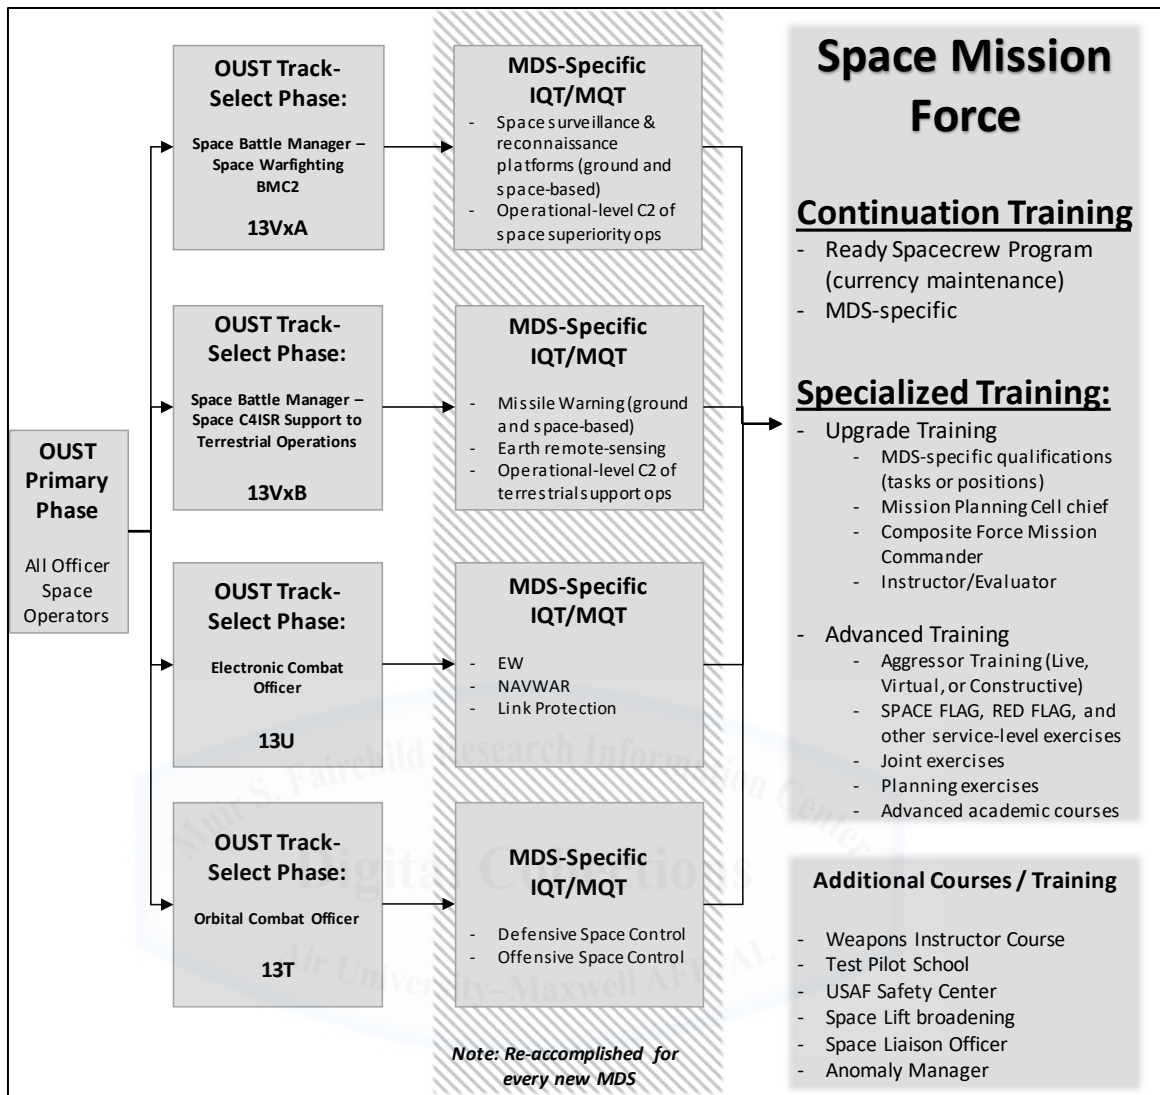 OUST
Primary
Phase
All Officer
Space
Operators
OUST Track-
Select Phase:
Space Battle Manager –
Space Warfighting
BMC2
13VxA
MDS-Specific
IQT/MQT
- Space surveillance &
reconnaissance
platforms (ground and
space-based)
- Operational-level C2 of
space superiority ops
OUST Track-
Select Phase:
Space Battle Manager –
Space C4ISR Support to
Terrestrial Operations
13VxB
MDS-Specific
IQT/MQT
- Missile Warning (ground
and space-based)
- Earth remote-sensing
- Operational-level C2 of
terrestrial support ops
OUST Track-
Select Phase:
Electronic Combat
Officer
13U
MDS-Specific
IQT/MQT
- EW
- NAVWAR
- Link Protection
OUST Track-
Select Phase:
Orbital Combat Officer
13T
MDS-Specific
IQT/MQT
- Defensive Space Control
- Offensive Space Control
Note: Re-accomplished for
every new MDS
Space Mission
Force
Continuation Training
- Ready Spacecrew Program
(currency maintenance)
- MDS-specific
Specialized Training:
- Upgrade Training
- MDS-specific qualifications
(tasks or positions)
- Mission Planning Cell chief
- Composite Force Mission
Commander
- Instructor/Evaluator
- Advanced Training
- Aggressor Training (Live,
Virtual, or Constructive)
- SPACE FLAG, RED FLAG, and
other service-level exercises
- Joint exercises
- Planning exercises
- Advanced academic courses
Additional Courses / Training
- Weapons Instructor Course
- Test Pilot School
- USAF Safety Center
- Space Lift broadening
- Space Liaison Officer
- Anomaly Manager
Muir S. Fairchild Research Information Center
Digital Collections
Air University–Maxwell AFB, AL